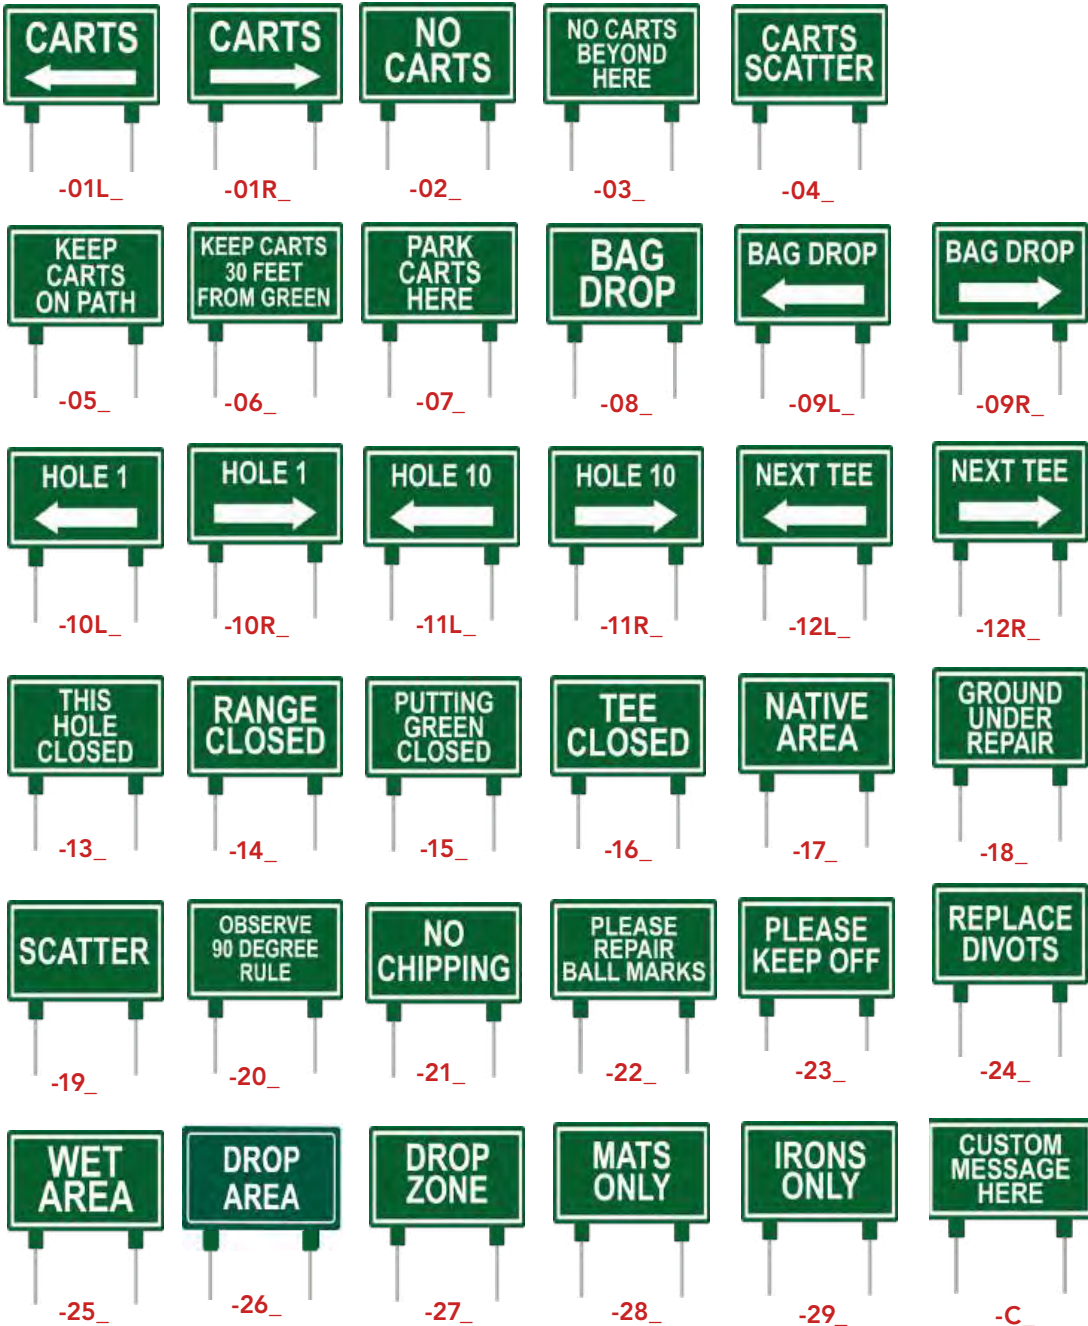 CARTS
-01L_
CARTS
-01R_
NO
CARTS
-02_
NO CARTS
BEYOND
HERE
-03_
CARTS
SCATTER
-04_
KEEP
CARTS
ON PATH
-05_
KEEP CARTS
30 FEET
FROM GREEN
-06_
PARK
CARTS
HERE
-07_
BAG
DROP
-08_
BAG DROP
-09L_
BAG DROP
-09R_
HOLE 1
-10L_
HOLE 1
-10R_
HOLE 10
-11L_
HOLE 10
-11R_
NEXT TEE
-12L_
NEXT TEE
-12R_
THIS
HOLE
CLOSED
-13_
RANGE
CLOSED
-14_
PUTTING
GREEN
CLOSED
-15_
TEE
CLOSED
-16_
NATIVE
AREA
-17_
GROUND
UNDER
REPAIR
-18_
SCATTER
-19_
OBSERVE
90 DEGREE
RULE
-20_
NO
CHIPPING
-21_
PLEASE
REPAIR
BALL MARKS
-22_
PLEASE
KEEP OFF
-23_
REPLACE
DIVOTS
-24_
WET
AREA
-25_
DROP
AREA
-26_
DROP
ZONE
-27_
MATS
ONLY
-28_
IRONS
ONLY
-29_
CUSTOM
MESSAGE
HERE
-C_